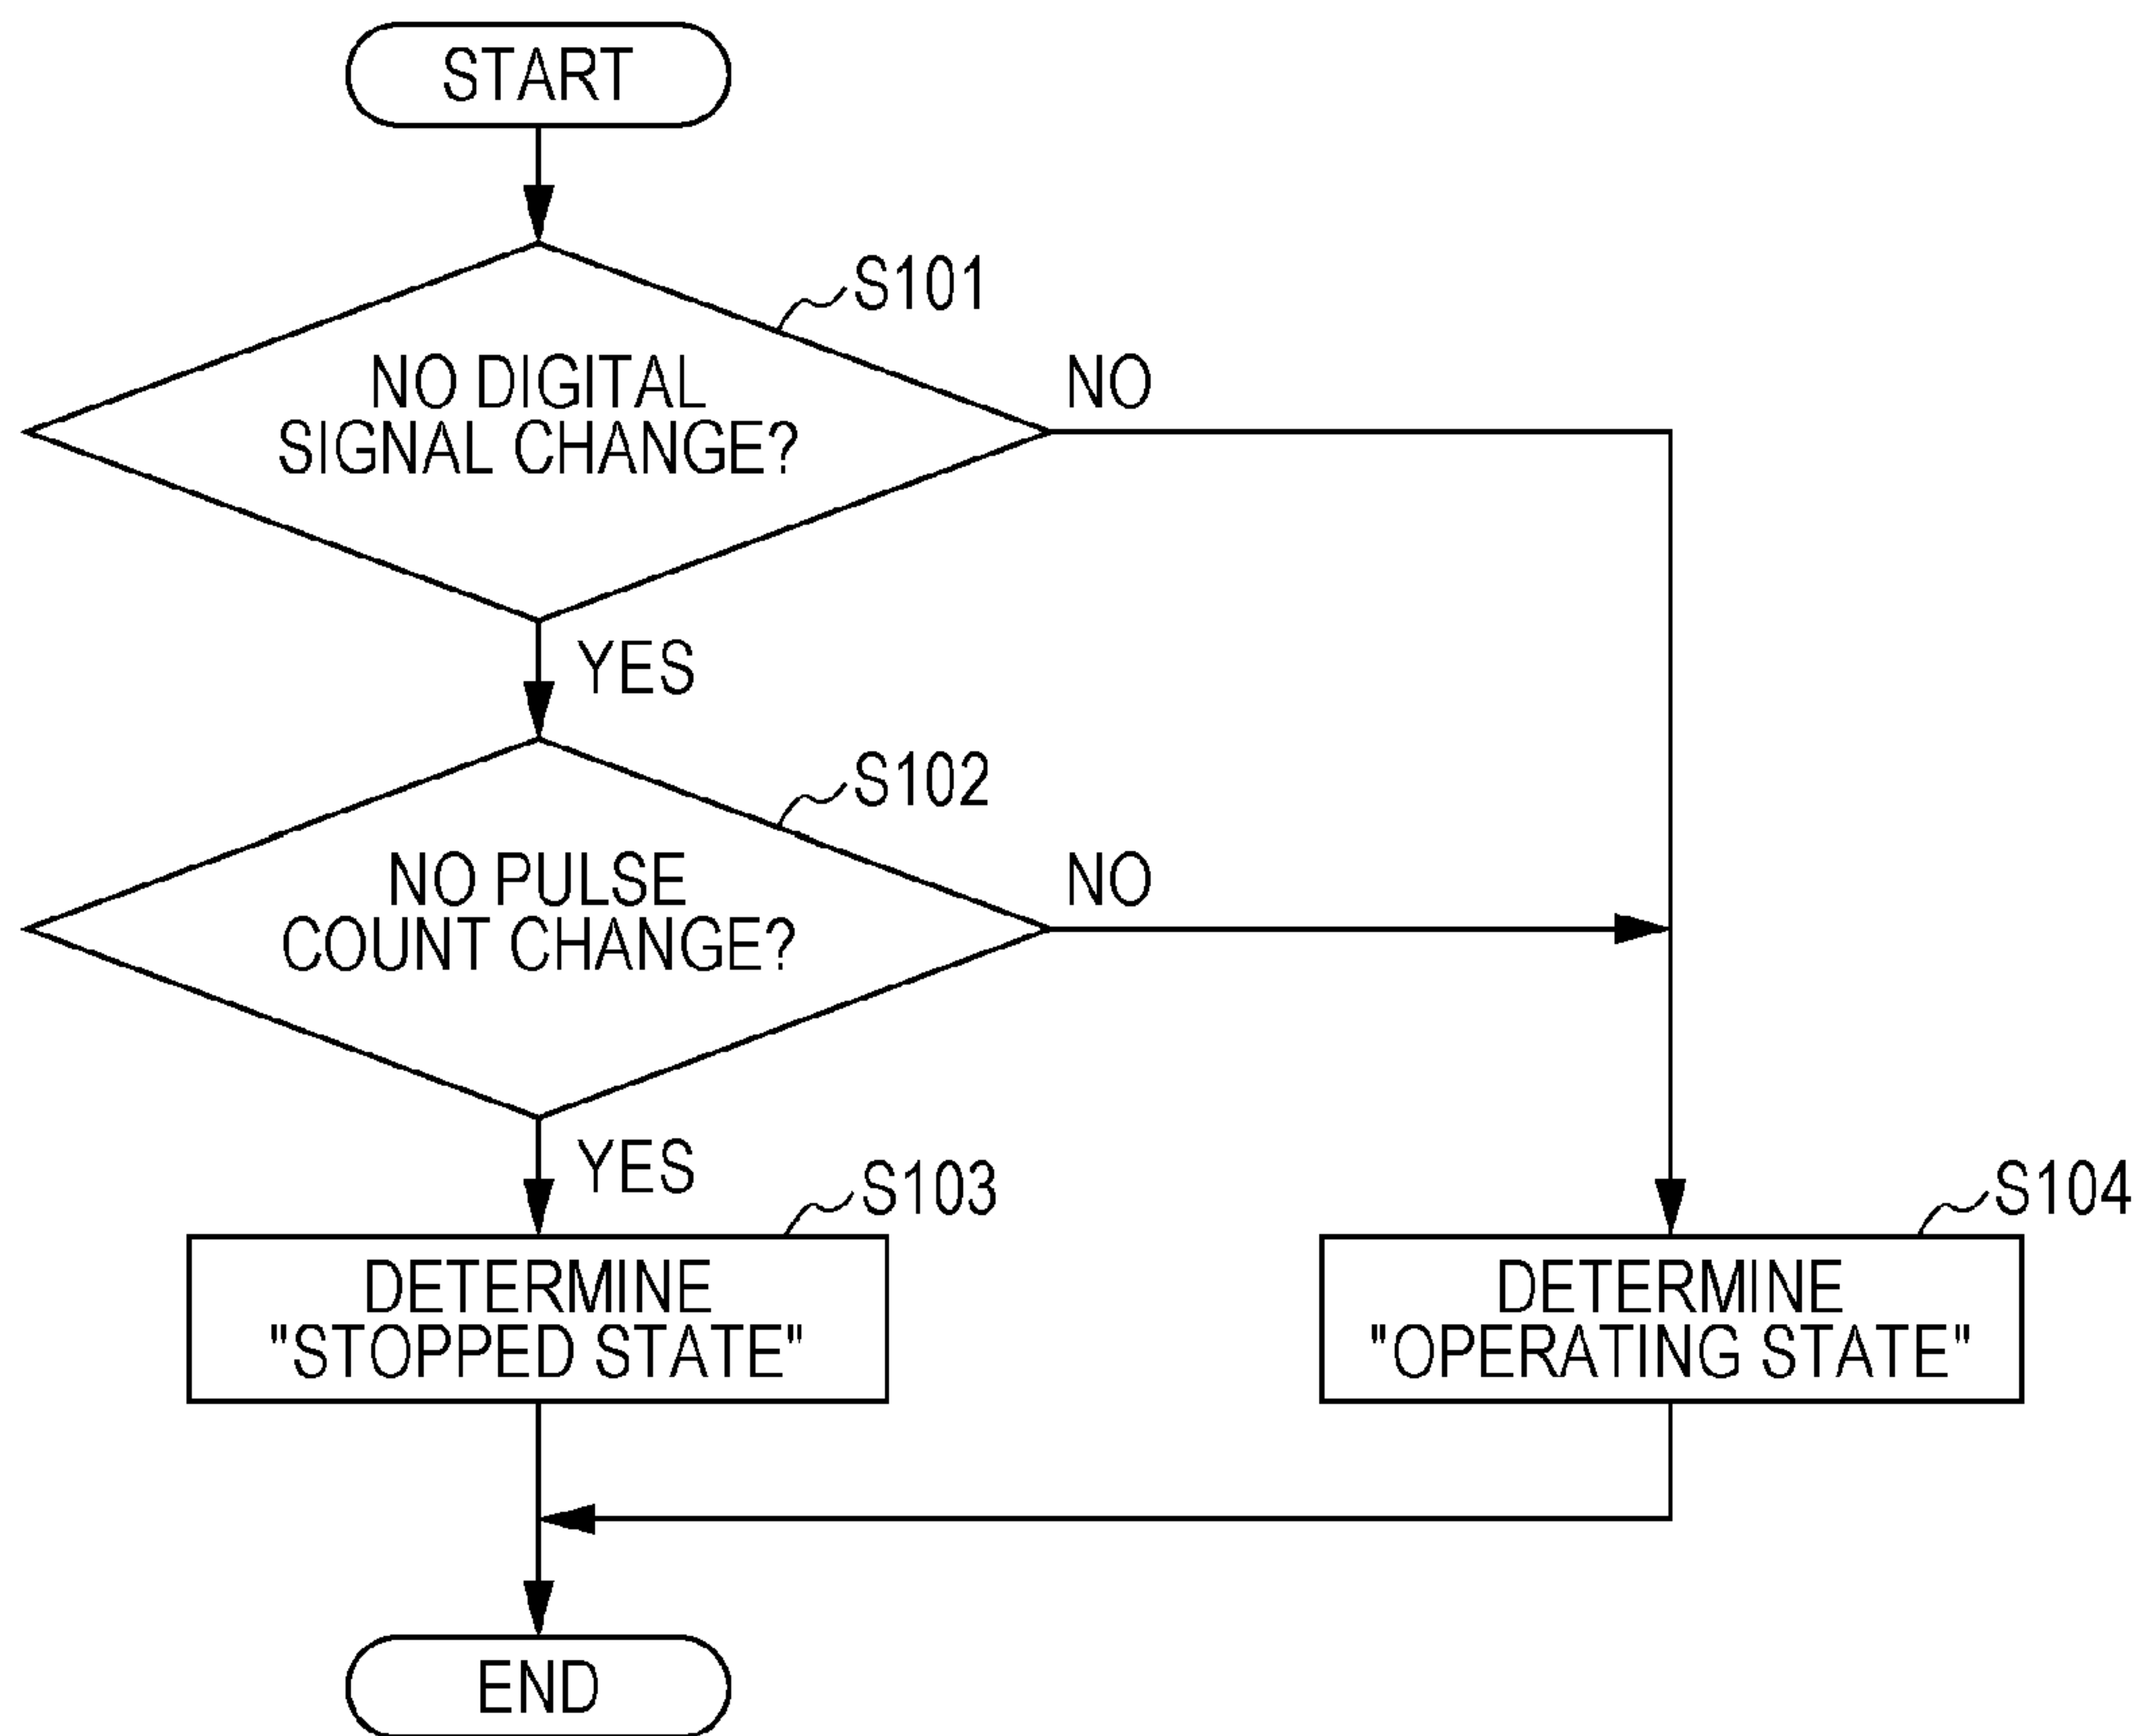 START
S101
NO DIGITAL
SIGNAL CHANGE?
NO
YES
S102
NO PULSE
COUNT CHANGE?
NO
YES
S103
DETERMINE
"STOPPED STATE"
S104
DETERMINE
"OPERATING STATE"
END